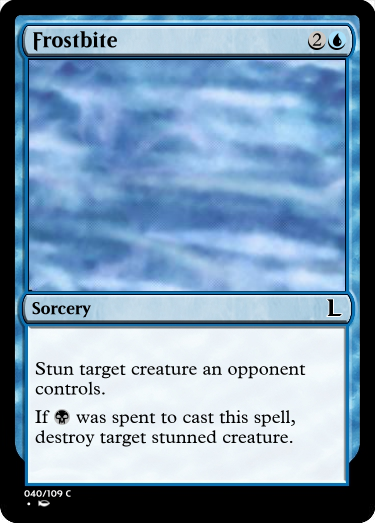 Frostbite 2
Sorcery L
Stun target creature an opponent
controls.
If was spent to cast this spell,
destroy target stunned creature.
040/109 C